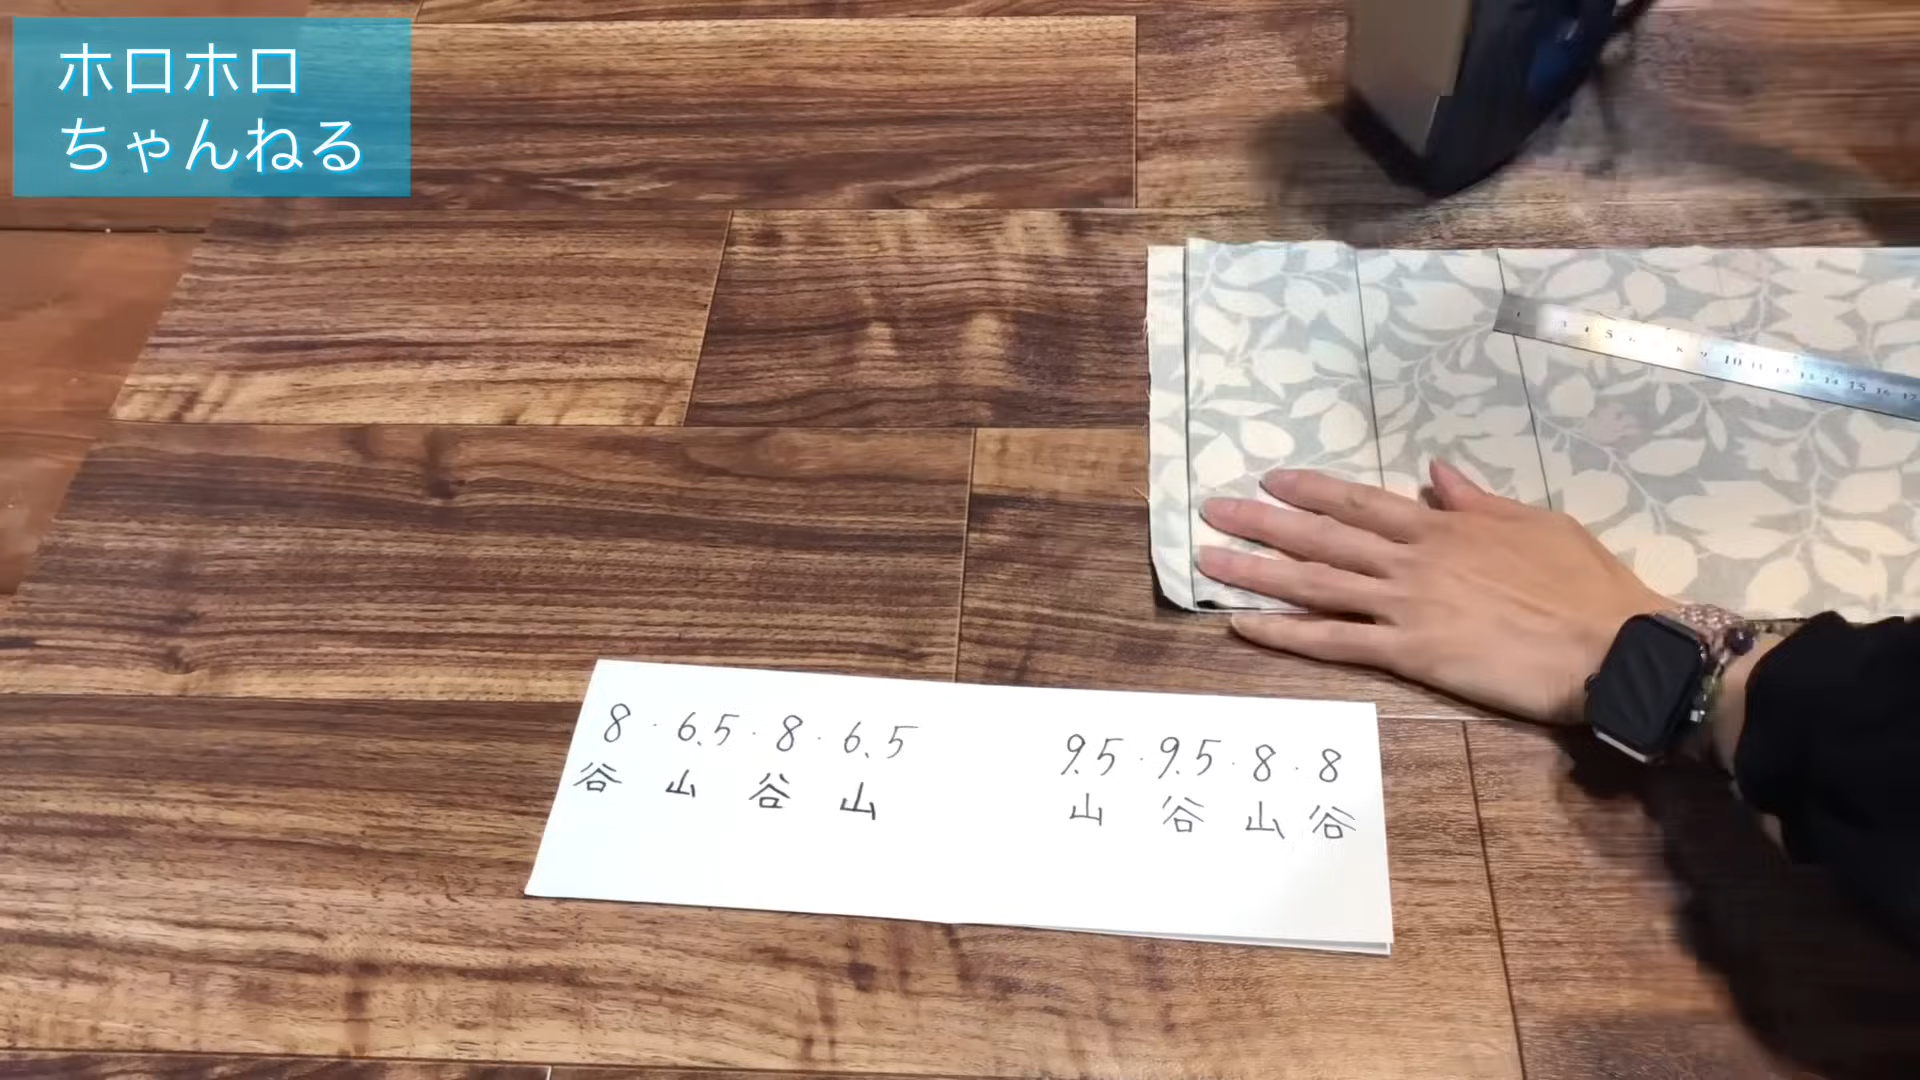 ホロホロ
ちゃんねる
8・6.5・8・6.5
谷 山 谷 山
9.5・9.5・8・8
山 谷 山 谷